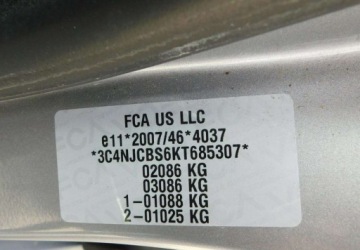 FCA US LLC
e11*2007/46*4037
*3C4NJCBS6KT685307*
02086 KG
03086 KG
1-01088 KG
2-01025 KG